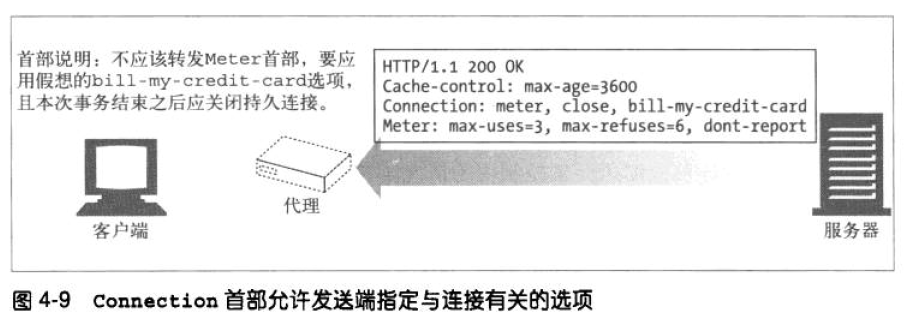 首部说明：不应该转发Meter首部，要应
用假想的bill-my-credit-card选项，
且本次事务结束之后应关闭持久连接。
HTTP/1.1 200 OK
Cache-control: max-age=3600
Connection: meter, close, bill-my-credit-card
Meter: max-uses=3, max-refuses=6, dont-report
客户端
代理
服务器
图 4-9 Connection 首部允许发送端指定与连接有关的选项